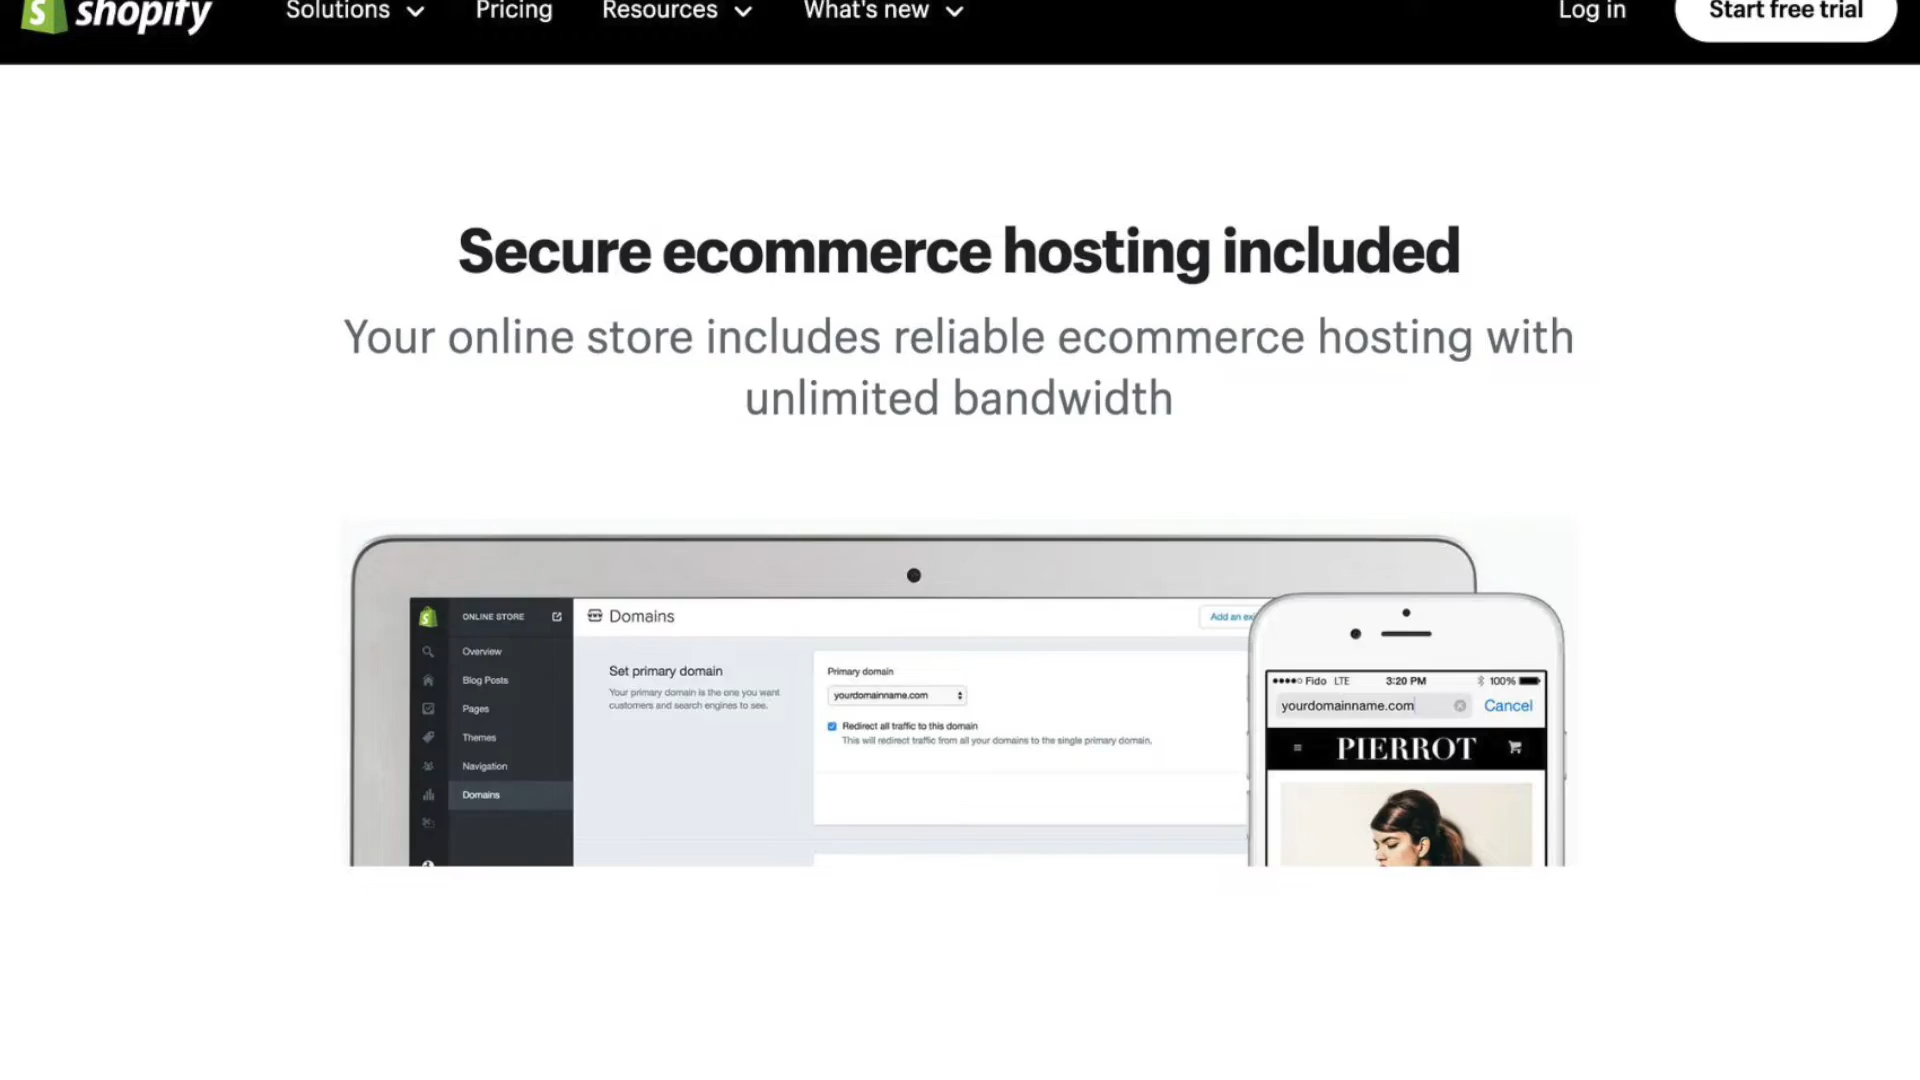 shopify Solutions Pricing Resources What's new Log in Start free trial
Secure ecommerce hosting included
Your online store includes reliable ecommerce hosting with
unlimited bandwidth
ONLINE STORE
Overview
Blog Posts
Pages
Themes
Navigation
Domains
Domains
Add an
Set primary domain
Your primary domain is the one you want
customers and search engines to see.
Primary domain
yourdomainname.com
Redirect all traffic to this domain
This will redirect traffic from all your domains to the single primary domain.
Fido LTE 3:20 PM 100%
yourdomainname.com Cancel
PIERROT